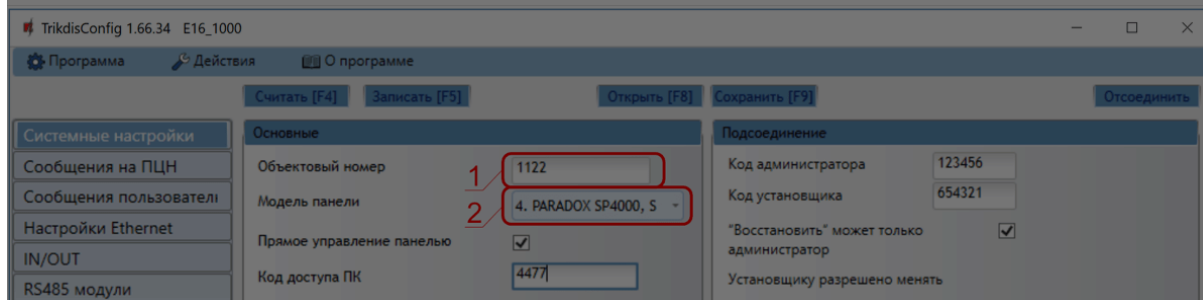 TrikdisConfig 1.66.34 E16_1000
Программа Действия О программе
Считать [F4] Записать [F5] Открыть [F8] Сохранить [F9] Отсоединить
Системные настройки
Сообщения на ПЦН
Сообщения пользователі
Настройки Ethernet
IN/OUT
RS485 модули
Основные
Объектовый номер 1 1122
Модель панели 2 4. PARADOX SP4000, S
Прямое управление панелью
Код доступа ПК 4477
Подсоединение
Код администратора 123456
Код установщика 654321
"Восстановить" может только
администратор
Установщику разрешено менять